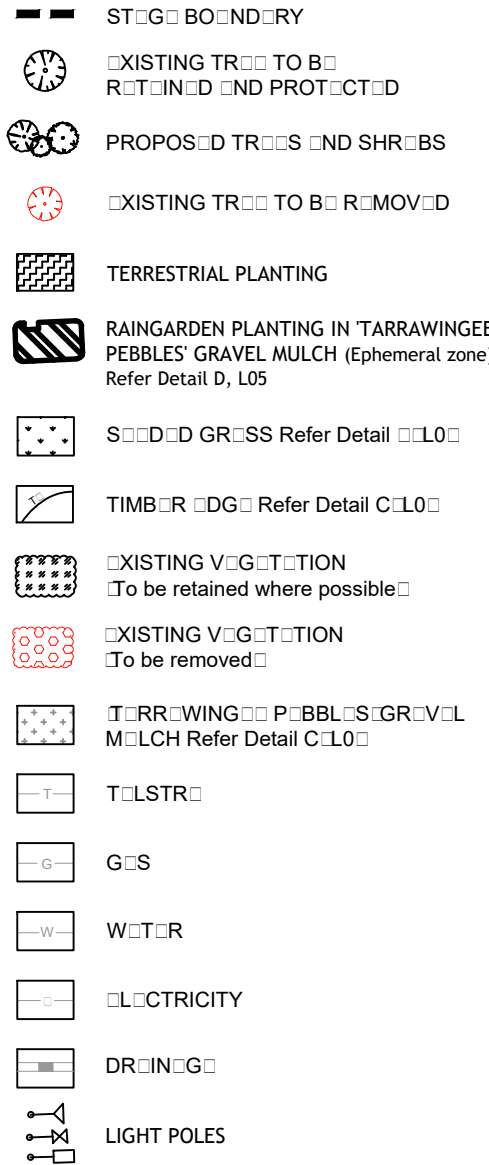 ST□G□ BO□ND□RY
□XISTING TR□□ TO B□
R□T□IN□D □ND PROT□CT□D
PROPOS□D TR□□S □ND SHR□BS
□XISTING TR□□ TO B□ R□MOV□D
TERRESTRIAL PLANTING
RAINGARDEN PLANTING IN 'TARRAWINGEE
PEBBLES' GRAVEL MULCH (Ephemeral zone)
Refer Detail D, L05
S□□D□D GR□SS Refer Detail □□L0□
T□
TIMB□R □DG□ Refer Detail C□L0□
□XISTING V□G□T□TION
□To be retained where possible□
□XISTING V□G□T□TION
□To be removed□
□T□RR□WING□□ P□BBL□S□GR□V□L
M□LCH Refer Detail C□L0□
T
T□LSTR□
G
G□S
W
W□T□R
□
□L□CTRICITY
DR□IN□G□
LIGHT POLES